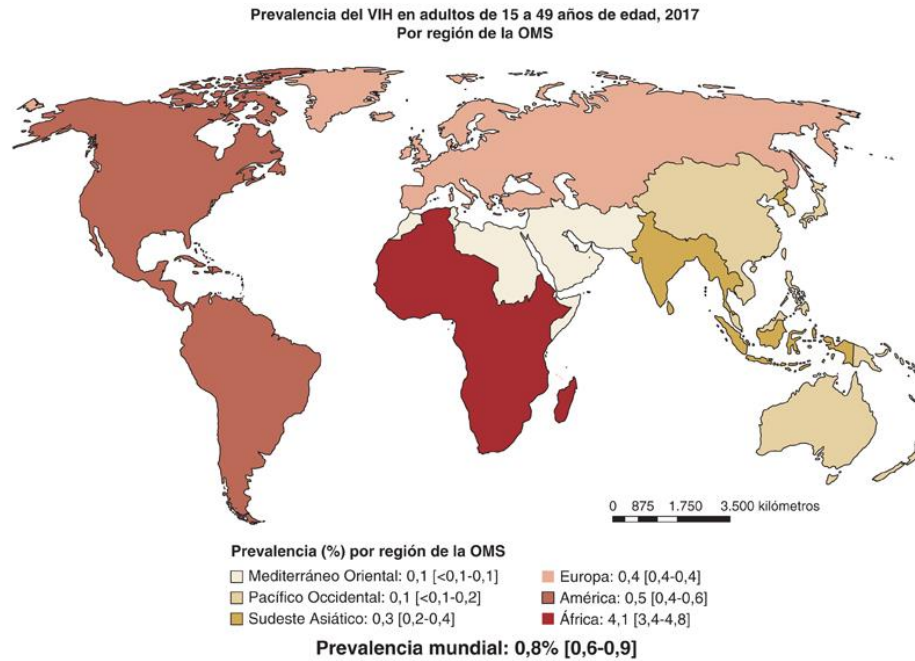 Prevalencia del VIH en adultos de 15 a 49 años de edad, 2017
Por región de la OMS
0 875 1.750 3.500 kilómetros
Prevalencia (%) por región de la OMS
Mediterráneo Oriental: 0,1 [<0,1-0,1]
Pacífico Occidental: 0,1 [<0,1-0,2]
Sudeste Asiático: 0,3 [0,2-0,4]
Europa: 0,4 [0,4-0,4]
América: 0,5 [0,4-0,6]
África: 4,1 [3,4-4,8]
Prevalencia mundial: 0,8% [0,6-0,9]